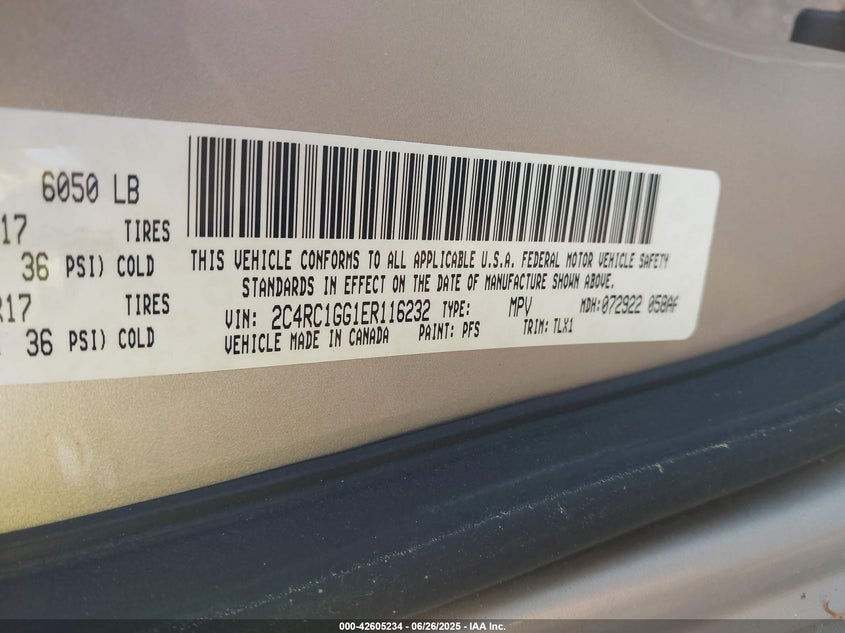 6050 LB
17 TIRES
36 PSI) COLD
R17 TIRES
36 PSI) COLD
THIS VEHICLE CONFORMS TO ALL APPLICABLE U.S.A. FEDERAL MOTOR VEHICLE SAFETY
STANDARDS IN EFFECT ON THE DATE OF MANUFACTURE SHOWN ABOVE.
VIN: 2C4RC1GG1ER116232 TYPE: MPV MDH:072922 058AF
VEHICLE MADE IN CANADA PAINT: PFS TRIM: TLX1
000-42605234 | 06/26/2025 - IAA Inc.